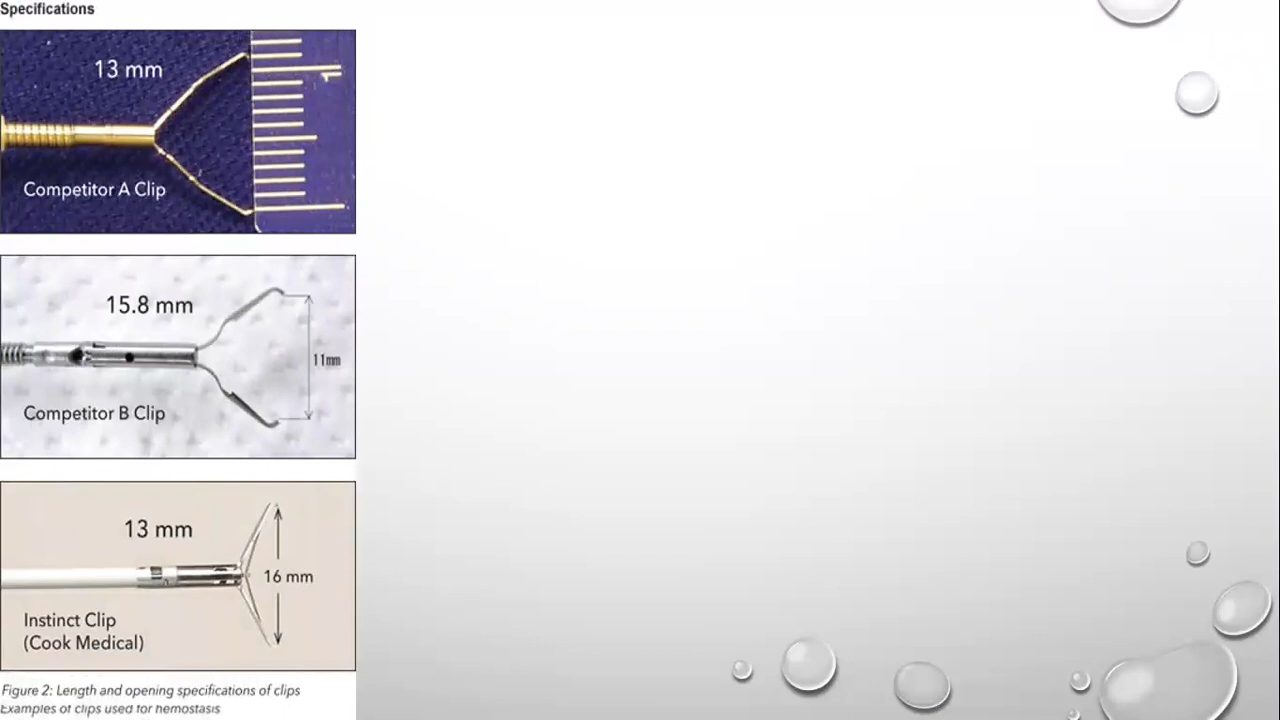 Specifications
13 mm
1
Competitor A Clip
15.8 mm
11mm
Competitor B Clip
13 mm
16 mm
Instinct Clip
(Cook Medical)
Figure 2: Length and opening specifications of clips
Examples of clips used for hemostasis